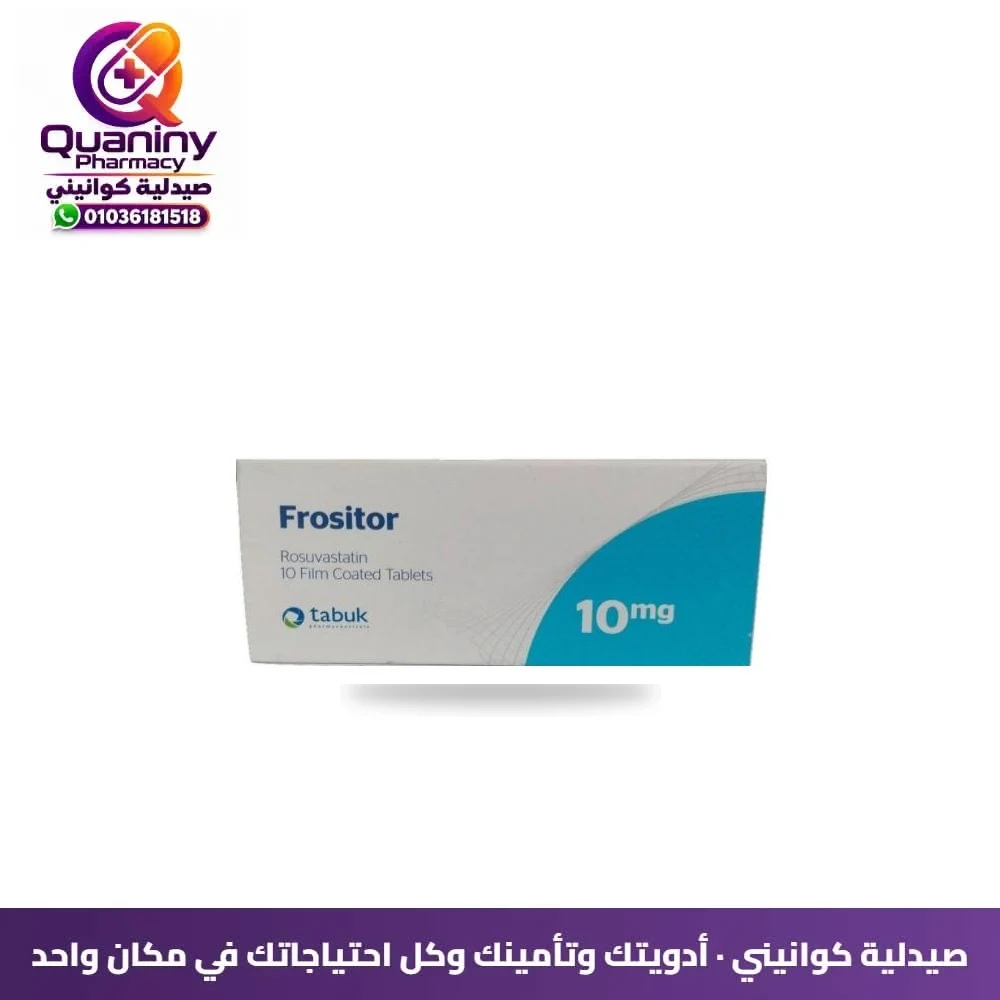 Quaniny
Pharmacy
صيدلية كوانيني
01036181518
Frositor
Rosuvastatin
10 Film Coated Tablets
tabuk
pharmaceuticals
10mg
صيدلية كوانيني · أدويتك وتأمينك وكل احتياجاتك في مكان واحد